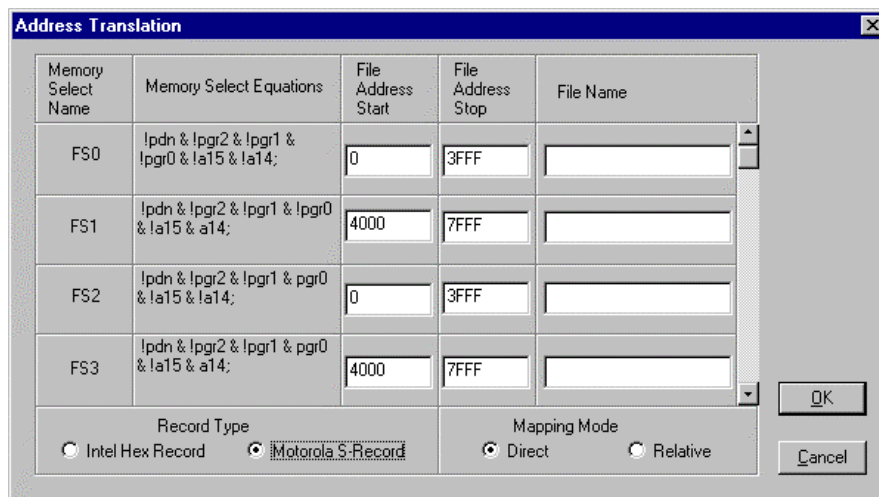 Address Translation
Memory Select Name
Memory Select Equations
File Address Start
File Address Stop
File Name
FS0
!pdn & !pgr2 & !pgr1 &
!pgr0 & !a15 & !a14;
0
3FFF
FS1
!pdn & !pgr2 & !pgr1 & !pgr0
& !a15 & a14;
4000
7FFF
FS2
!pdn & !pgr2 & !pgr1 & pgr0
& !a15 & !a14;
0
3FFF
FS3
!pdn & !pgr2 & !pgr1 & pgr0
& !a15 & a14;
4000
7FFF
OK
Record Type
Mapping Mode
Intel Hex Record
Motorola S-Record
Direct
Relative
Cancel